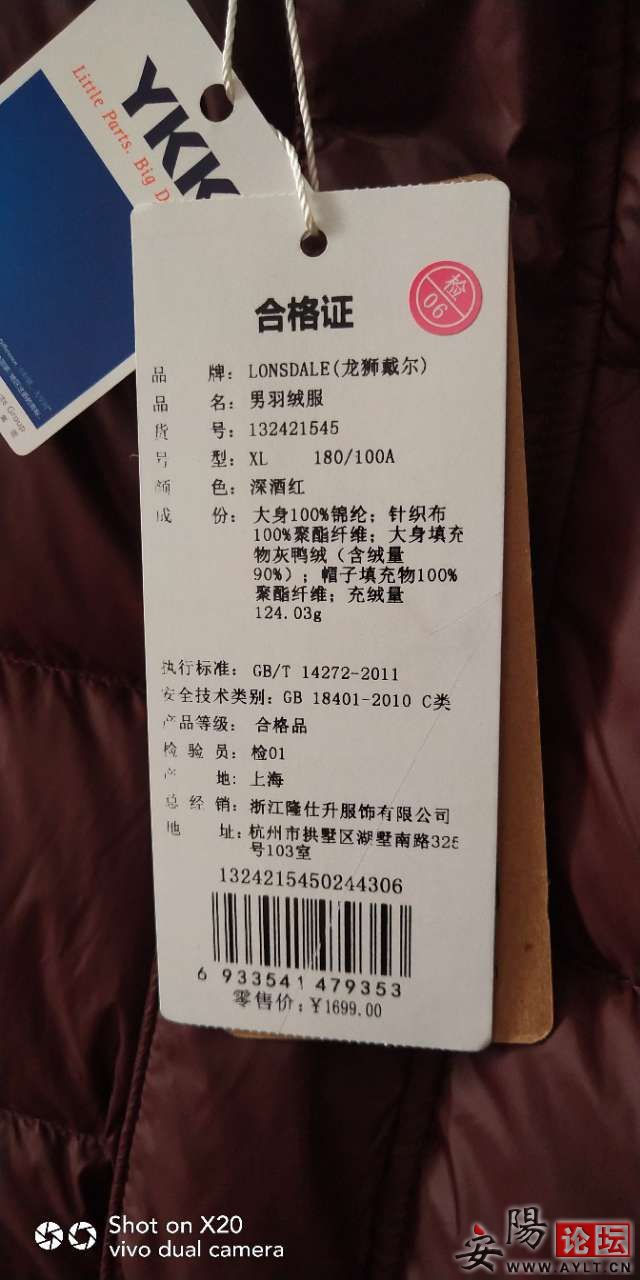 YKK
Little Parts. Big D
Group
合格证
检
06
品 牌: LONSDALE(龙狮戴尔)
品 名: 男羽绒服
货 号: 132421545
号 型: XL 180/100A
颜 色: 深酒红
成 份: 大身100%锦纶; 针织布
100%聚酯纤维; 大身填充
物灰鸭绒（含绒量
90%）; 帽子填充物100%
聚酯纤维; 充绒量
124.03g
执行标准: GB/T 14272-2011
安全技术类别: GB 18401-2010 C类
产品等级: 合格品
检 验 员: 检01
产 地: 上海
总 经 销: 浙江隆仕升服饰有限公司
地 址: 杭州市拱墅区湖墅南路325
号103室
1324215450244306
6 933541 479353
零售价: ¥1699.00
Shot on X20
vivo dual camera
安陽论坛
WWW.AYLT.CN